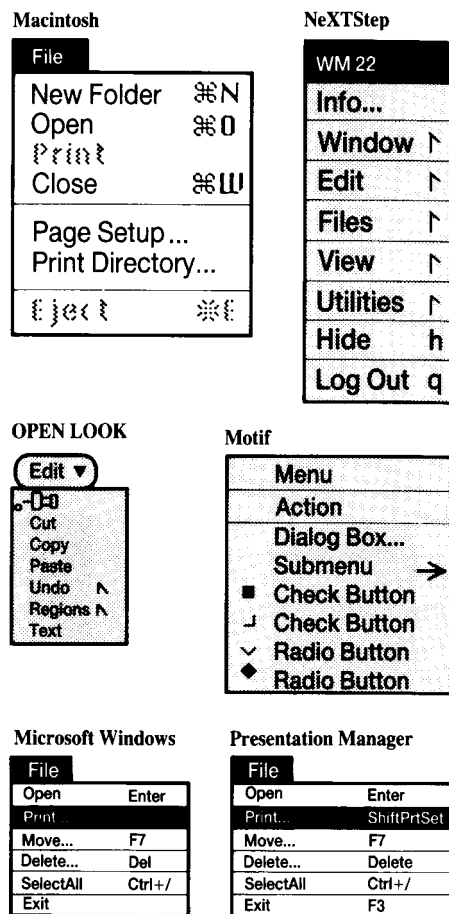 Macintosh
File
New Folder ⌘N
Open ⌘O
Print
Close ⌘W
Page Setup...
Print Directory...
Eject ⌘E
NeXTStep
WM 22
Info...
Window
Edit
Files
View
Utilities
Hide h
Log Out q
OPEN LOOK
Edit ▼
Cut
Copy
Paste
Undo
Regions
Text
Motif
Menu
Action
Dialog Box...
Submenu →
■ Check Button
Check Button
Radio Button
◆ Radio Button
Microsoft Windows
File
Open Enter
Print...
Move... F7
Delete... Del
SelectAll Ctrl+/
Exit
Presentation Manager
File
Open Enter
Print... ShiftPrtSet
Move... F7
Delete... Delete
SelectAll Ctrl+/
Exit F3